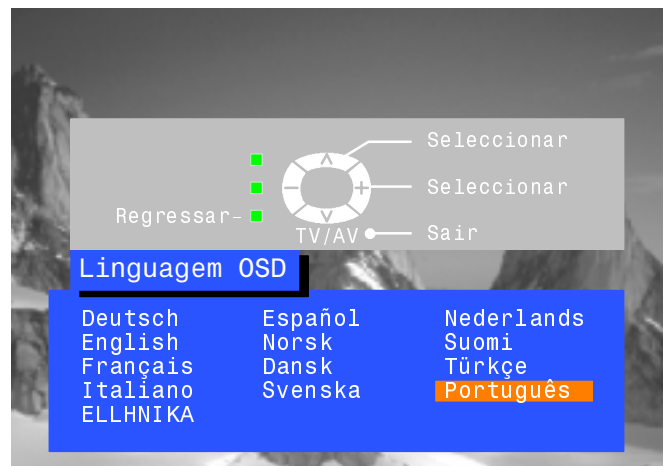 Seleccionar
Seleccionar
Regressar-
TV/AV Sair
Linguagem OSD
Deutsch Español Nederlands
English Norsk Suomi
Français Dansk Türkçe
Italiano Svenska Português
ELLHNIKA